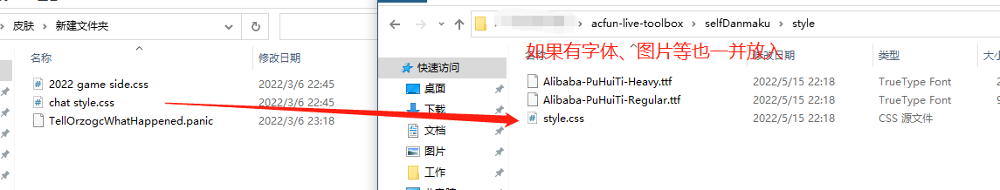 皮肤 › 新建文件夹
名称 修改日期
2022 game side.css 2022/3/6 22:45
chat style.css 2022/3/6 22:45
TellOrzogcWhatHappened.panic 2022/3/6 23:18
acfun-live-toolbox › selfDanmaku › style
如果有字体、图片等也一并放入
快速访问
桌面
下载
文档
图片
工作
名称 修改日期 类型 大小
Alibaba-PuHuiTi-Heavy.ttf 2022/5/15 22:18 TrueType Font 2
Alibaba-PuHuiTi-Regular.ttf 2022/5/15 22:18 TrueType Font 9
style.css 2022/5/15 22:18 CSS 源文件